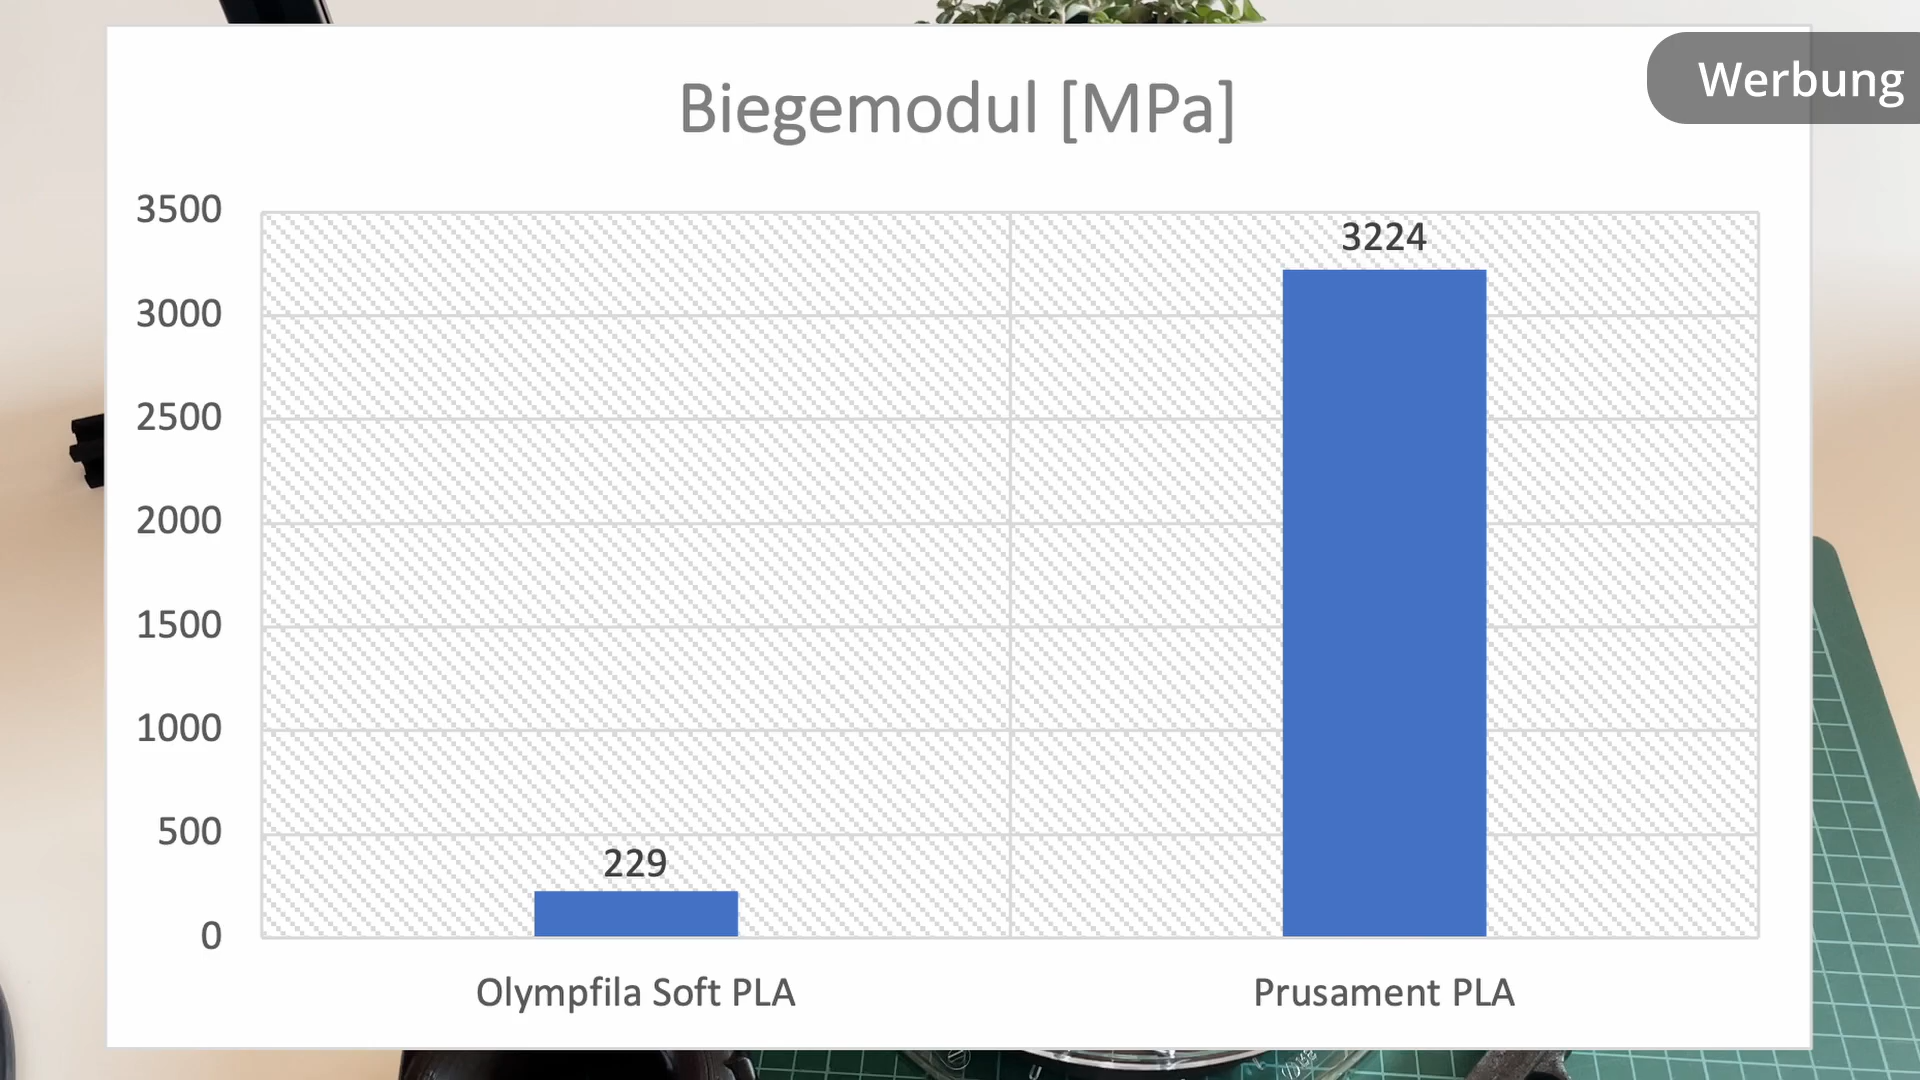 Werbung
Biegemodul [MPa]
3500
3000
2500
2000
1500
1000
500
0
229
3224
Olympfila Soft PLA
Prusament PLA